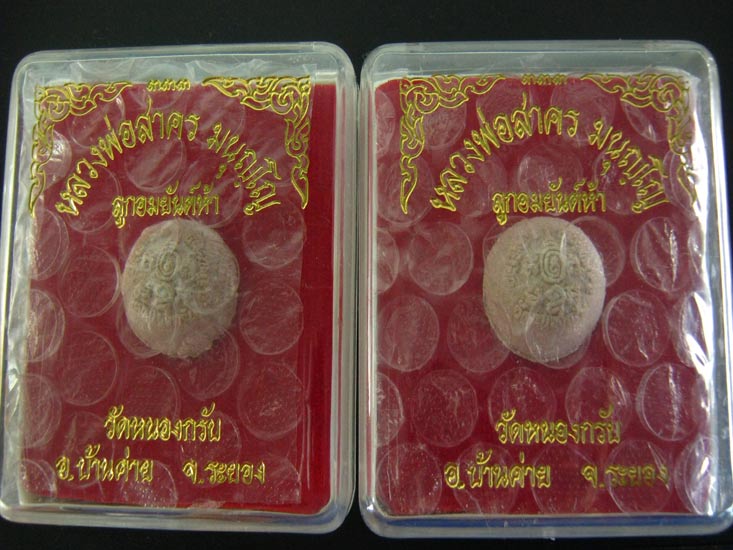 หลวงพ่อสาคร มนุญฺโญ
ลูกอมยันต์ห้า
วัดหนองกรับ
อ.บ้านค่าย จ.ระยอง
หลวงพ่อสาคร มนุญฺโญ
ลูกอมยันต์ห้า
วัดหนองกรับ
อ.บ้านค่าย จ.ระยอง